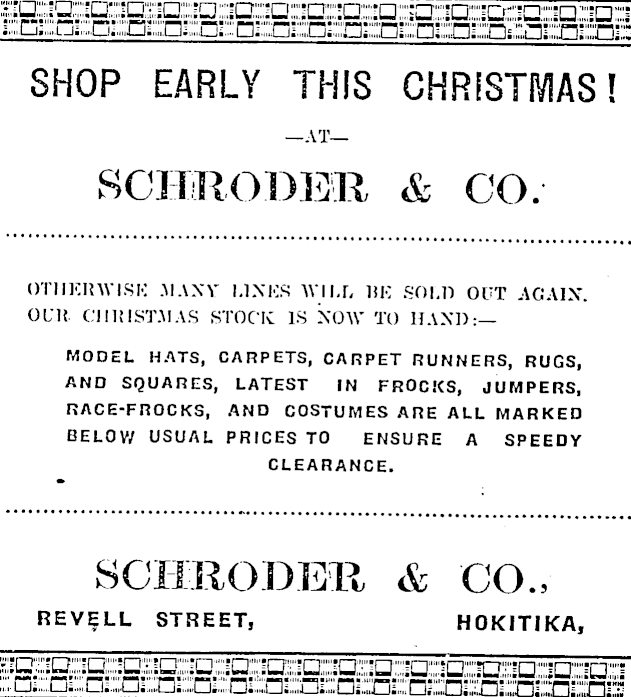 SHOP EARLY THIS CHRISTMAS!
—AT—
SCHRODER & CO.
OTHERWISE MANY LINES WILL BE SOLD OUT AGAIN.
OUR CHRISTMAS STOCK IS NOW TO HAND:—
MODEL HATS, CARPETS, CARPET RUNNERS, RUGS,
AND SQUARES, LATEST IN FROCKS, JUMPERS,
RACE-FROCKS, AND COSTUMES ARE ALL MARKED
BELOW USUAL PRICES TO ENSURE A SPEEDY
CLEARANCE.
SCHRODER & CO.,
REVELL STREET, HOKITIKA,